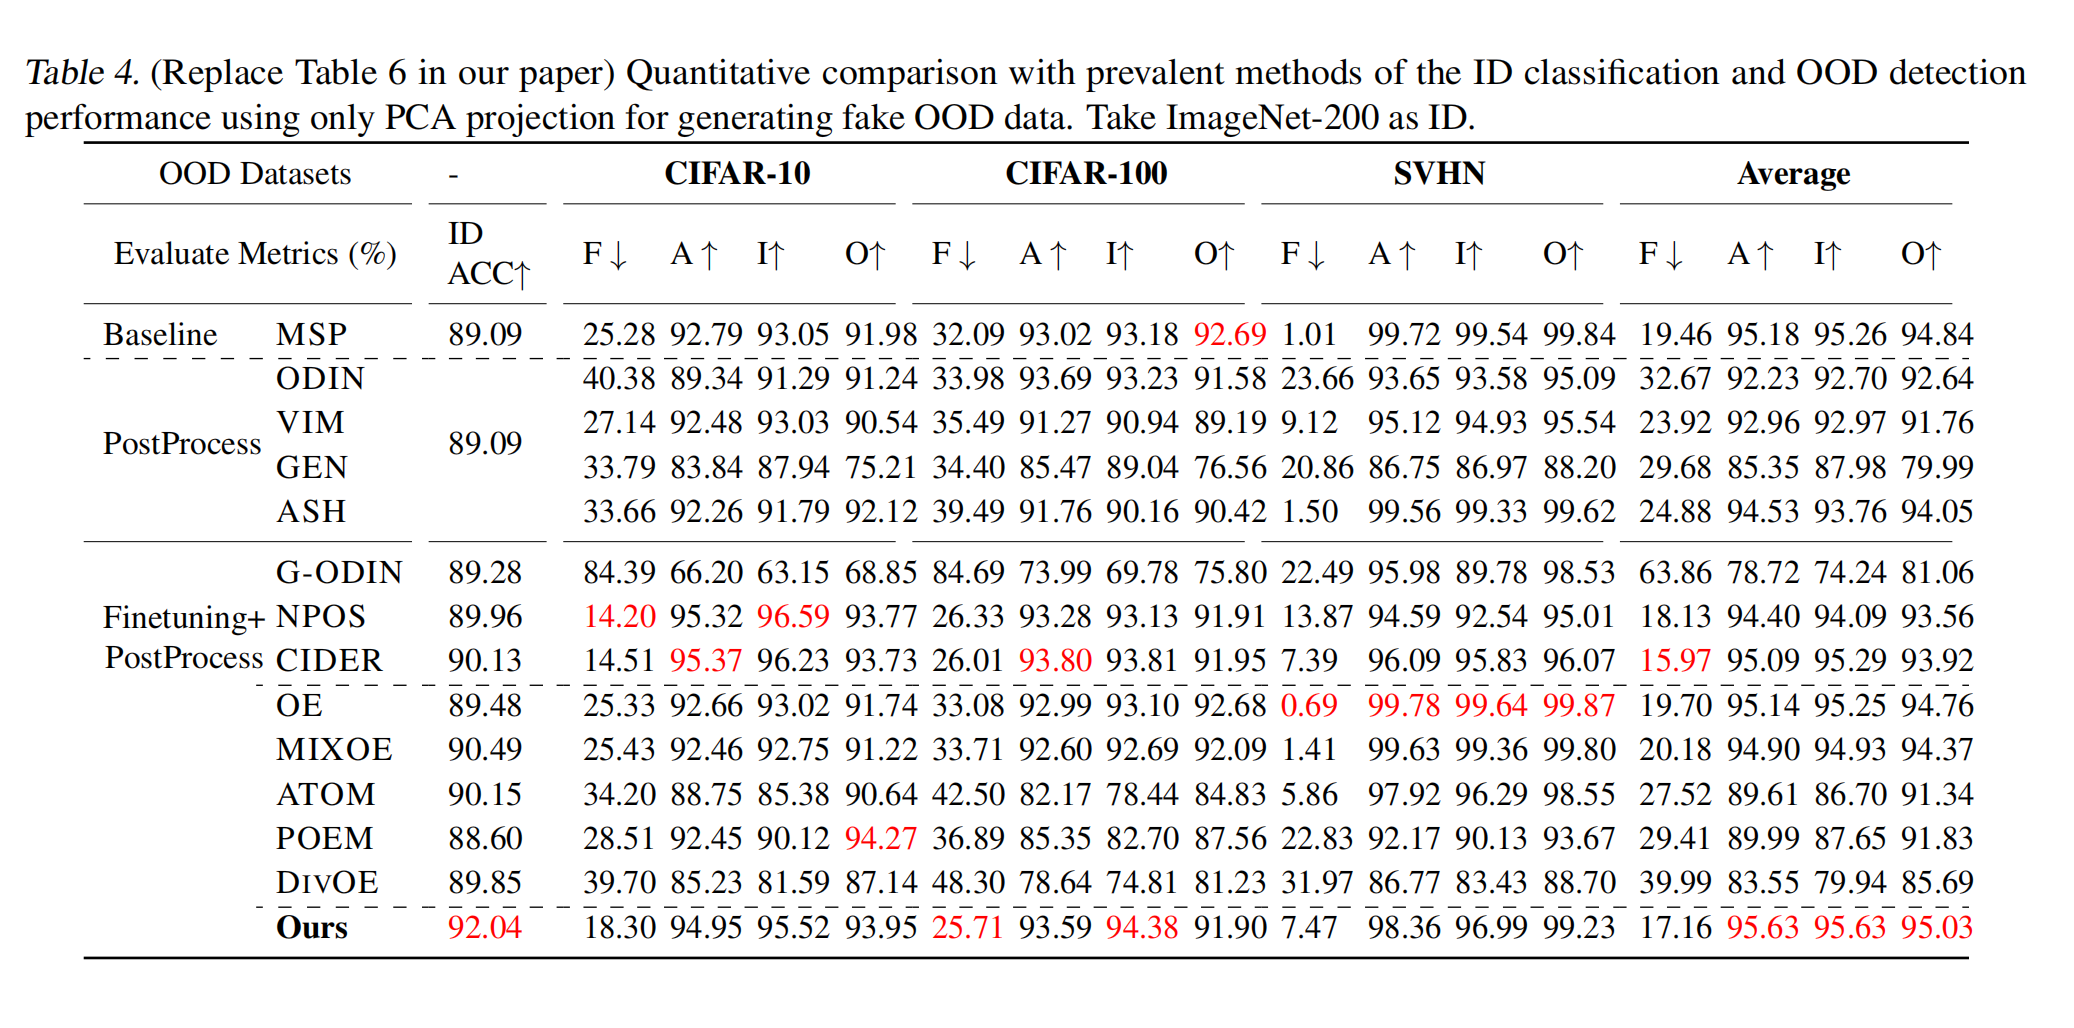 Table 4. (Replace Table 6 in our paper) Quantitative comparison with prevalent methods of the ID classification and OOD detection
performance using only PCA projection for generating fake OOD data. Take ImageNet-200 as ID.
OOD Datasets - CIFAR-10 CIFAR-100 SVHN Average
Evaluate Metrics (%) ID ACC↑ F ↓ A ↑ I↑ O↑ F ↓ A ↑ I↑ O↑ F ↓ A ↑ I↑ O↑ F ↓ A ↑ I↑ O↑
Baseline MSP 89.09 25.28 92.79 93.05 91.98 32.09 93.02 93.18 92.69 1.01 99.72 99.54 99.84 19.46 95.18 95.26 94.84
PostProcess 89.09
ODIN 40.38 89.34 91.29 91.24 33.98 93.69 93.23 91.58 23.66 93.65 93.58 95.09 32.67 92.23 92.70 92.64
VIM 27.14 92.48 93.03 90.54 35.49 91.27 90.94 89.19 9.12 95.12 94.93 95.54 23.92 92.96 92.97 91.76
GEN 33.79 83.84 87.94 75.21 34.40 85.47 89.04 76.56 20.86 86.75 86.97 88.20 29.68 85.35 87.98 79.99
ASH 33.66 92.26 91.79 92.12 39.49 91.76 90.16 90.42 1.50 99.56 99.33 99.62 24.88 94.53 93.76 94.05
G-ODIN 89.28 84.39 66.20 63.15 68.85 84.69 73.99 69.78 75.80 22.49 95.98 89.78 98.53 63.86 78.72 74.24 81.06
Finetuning+ NPOS 89.96 14.20 95.32 96.59 93.77 26.33 93.28 93.13 91.91 13.87 94.59 92.54 95.01 18.13 94.40 94.09 93.56
PostProcess CIDER 90.13 14.51 95.37 96.23 93.73 26.01 93.80 93.81 91.95 7.39 96.09 95.83 96.07 15.97 95.09 95.29 93.92
OE 89.48 25.33 92.66 93.02 91.74 33.08 92.99 93.10 92.68 0.69 99.78 99.64 99.87 19.70 95.14 95.25 94.76
MIXOE 90.49 25.43 92.46 92.75 91.22 33.71 92.60 92.69 92.09 1.41 99.63 99.36 99.80 20.18 94.90 94.93 94.37
ATOM 90.15 34.20 88.75 85.38 90.64 42.50 82.17 78.44 84.83 5.86 97.92 96.29 98.55 27.52 89.61 86.70 91.34
POEM 88.60 28.51 92.45 90.12 94.27 36.89 85.35 82.70 87.56 22.83 92.17 90.13 93.67 29.41 89.99 87.65 91.83
DIVOE 89.85 39.70 85.23 81.59 87.14 48.30 78.64 74.81 81.23 31.97 86.77 83.43 88.70 39.99 83.55 79.94 85.69
Ours 92.04 18.30 94.95 95.52 93.95 25.71 93.59 94.38 91.90 7.47 98.36 96.99 99.23 17.16 95.63 95.63 95.03